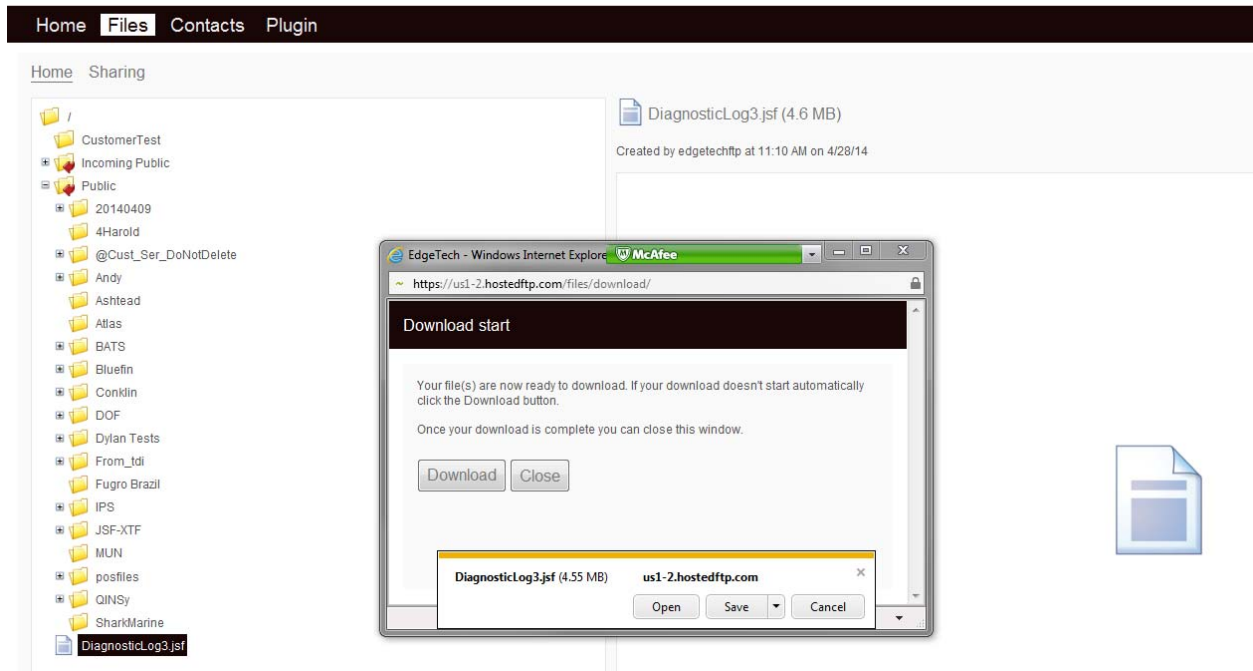 Home Files Contacts Plugin
Home Sharing
/
CustomerTest
Incoming Public
Public
20140409
4Harold
@Cust_Ser_DoNotDelete
Andy
Ashtead
Atlas
BATS
Bluefin
Conklin
DOF
Dylan Tests
From_tdi
Fugro Brazil
IPS
JSF-XTF
MUN
posfiles
QINSy
SharkMarine
DiagnosticLog3.jsf
DiagnosticLog3.jsf (4.6 MB)
Created by edgetechftp at 11:10 AM on 4/28/14
EdgeTech - Windows Internet Explore McAfee
https://us1-2.hostedftp.com/files/download/
Download start
Your file(s) are now ready to download. If your download doesn't start automatically
click the Download button.
Once your download is complete you can close this window.
Download Close
DiagnosticLog3.jsf (4.55 MB) us1-2.hostedftp.com
Open Save Cancel